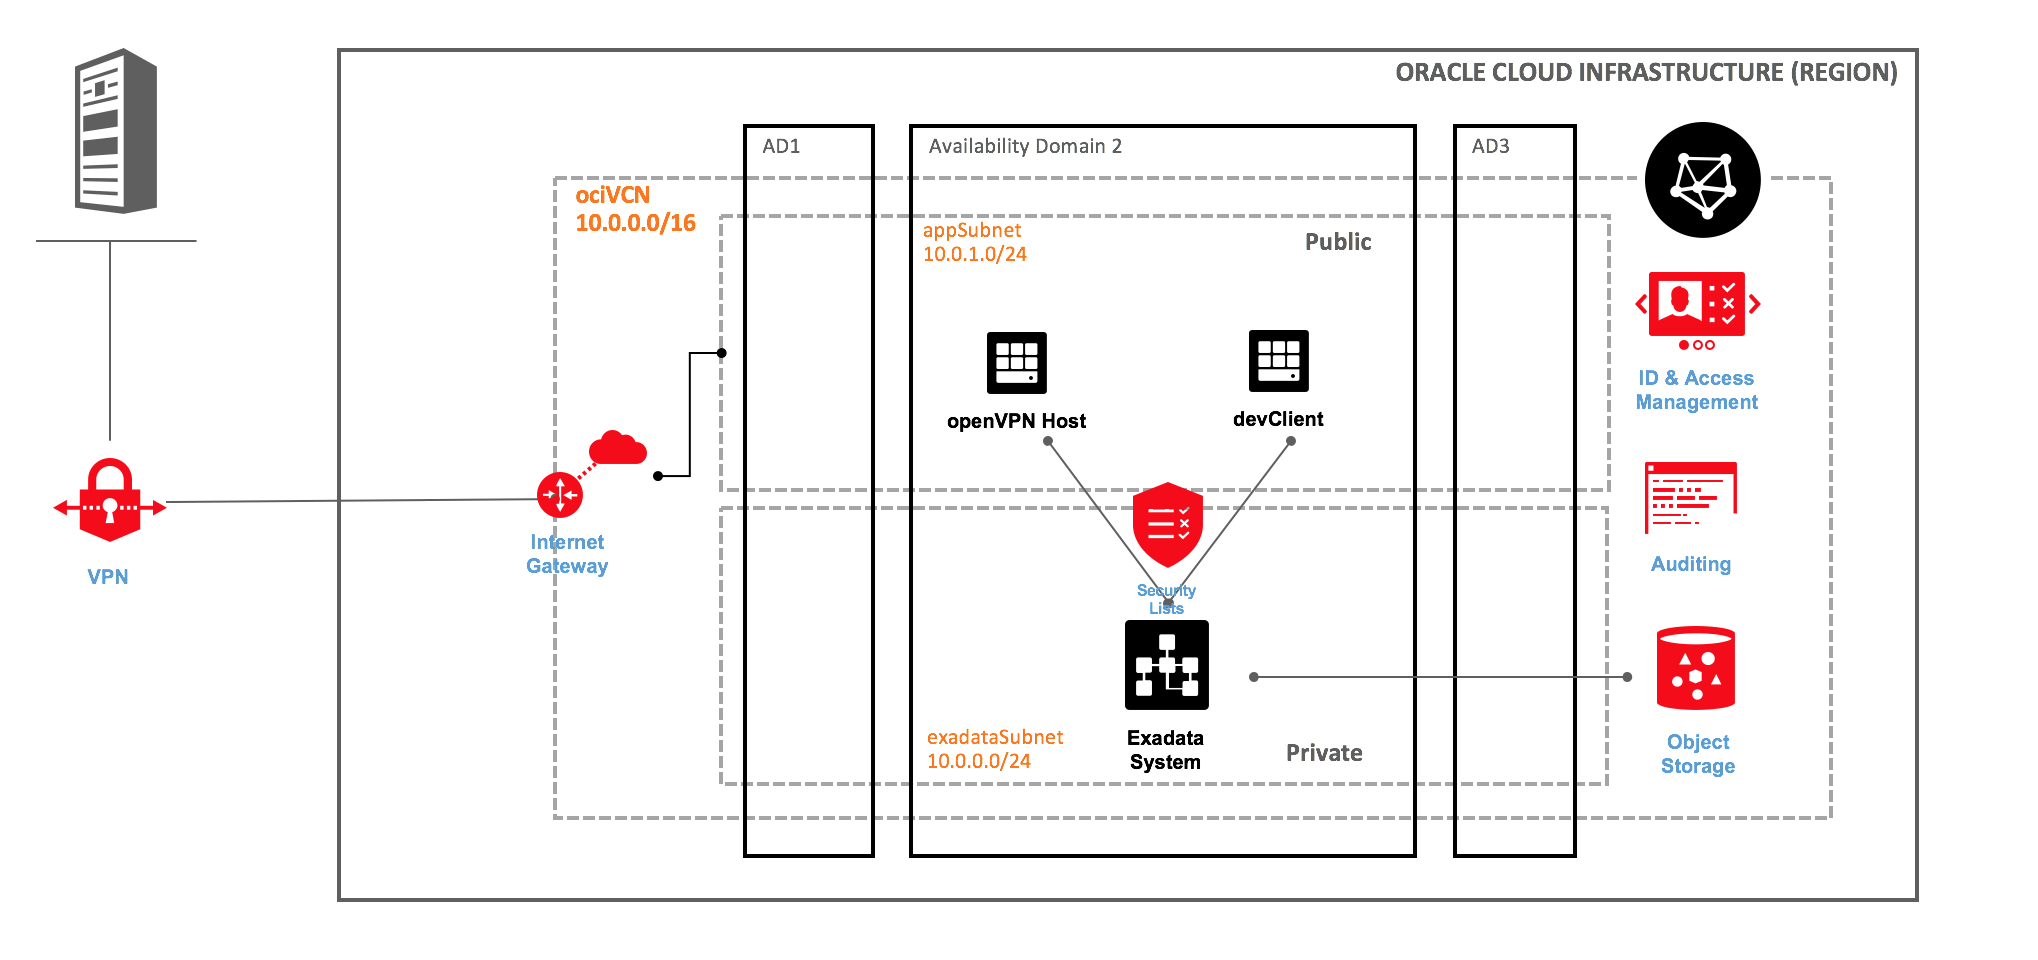 ORACLE CLOUD INFRASTRUCTURE (REGION)
AD1
Availability Domain 2
AD3
ociVCN
10.0.0.0/16
appSubnet
10.0.1.0/24
Public
openVPN Host
devClient
ID & Access
Management
Internet
Gateway
VPN
Auditing
Security
Lists
Exadata
System
exadataSubnet
10.0.0.0/24
Private
Object
Storage